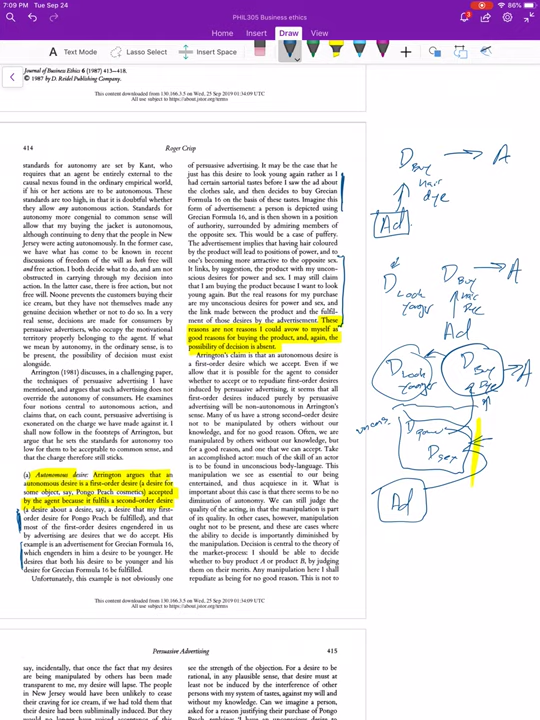 7:09 PM Tue Sep 24
PHIL305 Business ethics
86%
3
Home Insert Draw View
Text Mode
Lasso Select
Insert Space
Journal of Business Ethics 6 (1987) 413–418.
© 1987 by D. Reidel Publishing Company.
This content downloaded from 130.166.3.5 on Wed, 25 Sep 2019 01:34:09 UTC
All use subject to https://about.jstor.org/terms
414
Roger Crisp
standards for autonomy are set by Kant, who
requires that an agent be entirely external to the
causal nexus found in the ordinary empirical world,
if his or her actions are to be autonomous. These
standards are too high, in that it is doubtful whether
they allow any autonomous action. Standards for
autonomy more congenial to common sense will
allow that my buying the jacket is autonomous,
although continuing to deny that the people in New
Jersey were acting autonomously. In the former case,
we have what has come to be known in recent
discussions of freedom of the will as both free will
and free action. I both decide what to do, and am not
obstructed in carrying through my decision into
action. In the latter case, there is free action, but not
free will. Noone prevents the customers buying their
ice cream, but they have not themselves made any
genuine decision whether or not to do so. In a very
real sense, decisions are made for consumers by
persuasive advertisers, who occupy the motivational
territory properly belonging to the agent. If what
we mean by autonomy, in the ordinary sense, is to
be present, the possibility of decision must exist
alongside.
Arrington (1981) discusses, in a challenging paper,
the techniques of persuasive advertising I have
mentioned, and argues that such advertising does not
override the autonomy of consumers. He examines
four notions central to autonomous action, and
claims that, on each count, persuasive advertising is
exonerated on the charge we have made against it. I
shall now follow in the footsteps of Arrington, but
argue that he sets the standards for autonomy too
low for them to be acceptable to common sense, and
that the charge therefore still sticks.
(a) Autonomous desire: Arrington argues that an
autonomous desire is a first-order desire (a desire for
some object, say, Pongo Peach cosmetics) accepted
by the agent because it fulfils a second-order desire
(a desire about a desire, say, a desire that my first-
order desire for Pongo Peach be fulfilled), and that
most of the first-order desires engendered in us
by advertising are desires that we do accept. His
example is an advertisement for Grecian Formula 16,
which engenders in him a desire to be younger. He
desires that both his desire to be younger and his
desire for Grecian Formula 16 be fulfilled.
Unfortunately, this example is not obviously one
of persuasive advertising. It may be the case that he
just has this desire to look young again rather as I
had certain sartorial tastes before I saw the ad about
the clothes sale, and then decides to buy Grecian
Formula 16 on the basis of these tastes. Imagine this
form of advertisement: a person is depicted using
Grecian Formula 16, and is then shown in a position
of authority, surrounded by admiring members of
the opposite sex. This would be a case of puffery.
The advertisement implies that having hair coloured
by the product will lead to positions of power, and to
one's becoming more attractive to the opposite sex.
It links, by suggestion, the product with my uncon-
scious desires for power and sex. I may still claim
that I am buying the product because I want to look
young again. But the real reasons for my purchase
are my unconscious desires for power and sex, and
the link made between the product and the fulfil-
ment of those desires by the advertisement. These
reasons are not reasons I could avow to myself as
good reasons for buying the product, and, again, the
possibility of decision is absent.
Arrington's claim is that an autonomous desire is
a first-order desire which we accept. Even if we
allow that it is possible for the agent to consider
whether to accept or to repudiate first-order desires
induced by persuasive advertising, it seems that all
first-order desires induced purely by persuasive
advertising will be non-autonomous in Arrington's
sense. Many of us have a strong second-order desire
not to be manipulated by others without our
knowledge, and for no good reason. Often, we are
manipulated by others without our knowledge, but
for a good reason, and one that we can accept. Take
an accomplished actor: much of the skill of an actor
is to be found in unconscious body-language. This
manipulation we see as essential to our being
entertained, and thus acquiesce in it. What is
important about this case is that there seems to be no
diminution of autonomy. We can still judge the
quality of the acting, in that the manipulation is part
of its quality. In other cases, however, manipulation
ought not to be present, and these are cases where
the ability to decide is importantly diminished by
the manipulation. Decision is central to the theory of
the market-process: I should be able to decide
whether to buy product A or product B, by judging
them on their merits. Any manipulation here I shall
repudiate as being for no good reason. This is not to
This content downloaded from 130.166.3.5 on Wed, 25 Sep 2019 01:34:09 UTC
All use subject to https://about.jstor.org/terms
Persuasive Advertising
415
say, incidentally, that once the fact that my desires
are being manipulated by others has been made
transparent to me, my desire will lapse. The people
in New Jersey would have been unlikely to cease
their craving for ice cream, if we had told them that
their desire had been subliminally induced. But they
see the strength of the objection. For a desire to be
rational, in any plausible sense, that desire must at
least not be induced by the interference of other
persons with my system of tastes, against my will and
without my knowledge. Can we imagine a person,
asked for a reason justifying their purchase of Pongo
D Buy → A
hair
dye
Ad
D Look
younger
D Buy → A
Ad
D Look
younger
D Buy
Dye → A
uncons.
D power
D sex
Ad